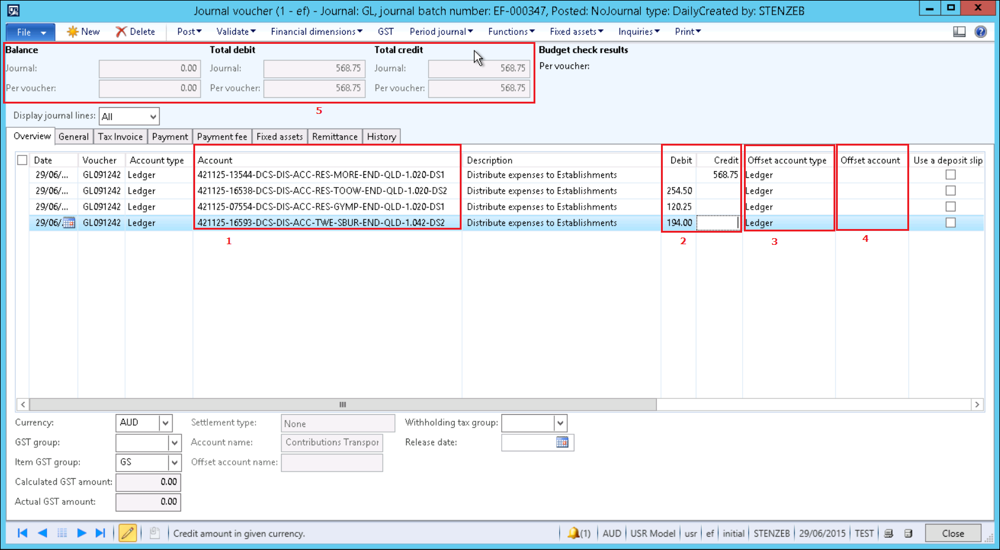 Journal voucher (1 - ef) - Journal: GL, journal batch number: EF-000347, Posted: NoJournal type: DailyCreated by: STENZEB
File New Delete Post Validate Financial dimensions GST Period journal Functions Fixed assets Inquiries Print
Balance Total debit Total credit Budget check results
Journal: 0.00 Journal: 568.75 Journal: 568.75 Per voucher:
Per voucher: 0.00 Per voucher: 568.75 Per voucher: 568.75
5
Display journal lines: All
Overview General Tax Invoice Payment Payment fee Fixed assets Remittance History
Date Voucher Account type Account Description Debit Credit Offset account type Offset account Use a deposit slip
29/06/... GL091242 Ledger 421125-13544-DCS-DIS-ACC-RES-MORE-END-QLD-1.020-DS1 Distribute expenses to Establishments 568.75 Ledger
29/06/... GL091242 Ledger 421125-16538-DCS-DIS-ACC-RES-TOOW-END-QLD-1.020-DS2 Distribute expenses to Establishments 254.50 Ledger
29/06/... GL091242 Ledger 421125-07554-DCS-DIS-ACC-RES-GYMP-END-QLD-1.020-DS1 Distribute expenses to Establishments 120.25 Ledger
29/06/. GL091242 Ledger 421125-16593-DCS-DIS-ACC-TWE-SBUR-END-QLD-1.042-DS2 Distribute expenses to Establishments 194.00 Ledger
1 2 3 4
Currency: AUD Settlement type: None Withholding tax group:
GST group: Account name: Contributions Transpor Release date:
Item GST group: GS Offset account name:
Calculated GST amount: 0.00
Actual GST amount: 0.00
Credit amount in given currency. (1) AUD USR Model usr ef initial STENZEB 29/06/2015 TEST Close